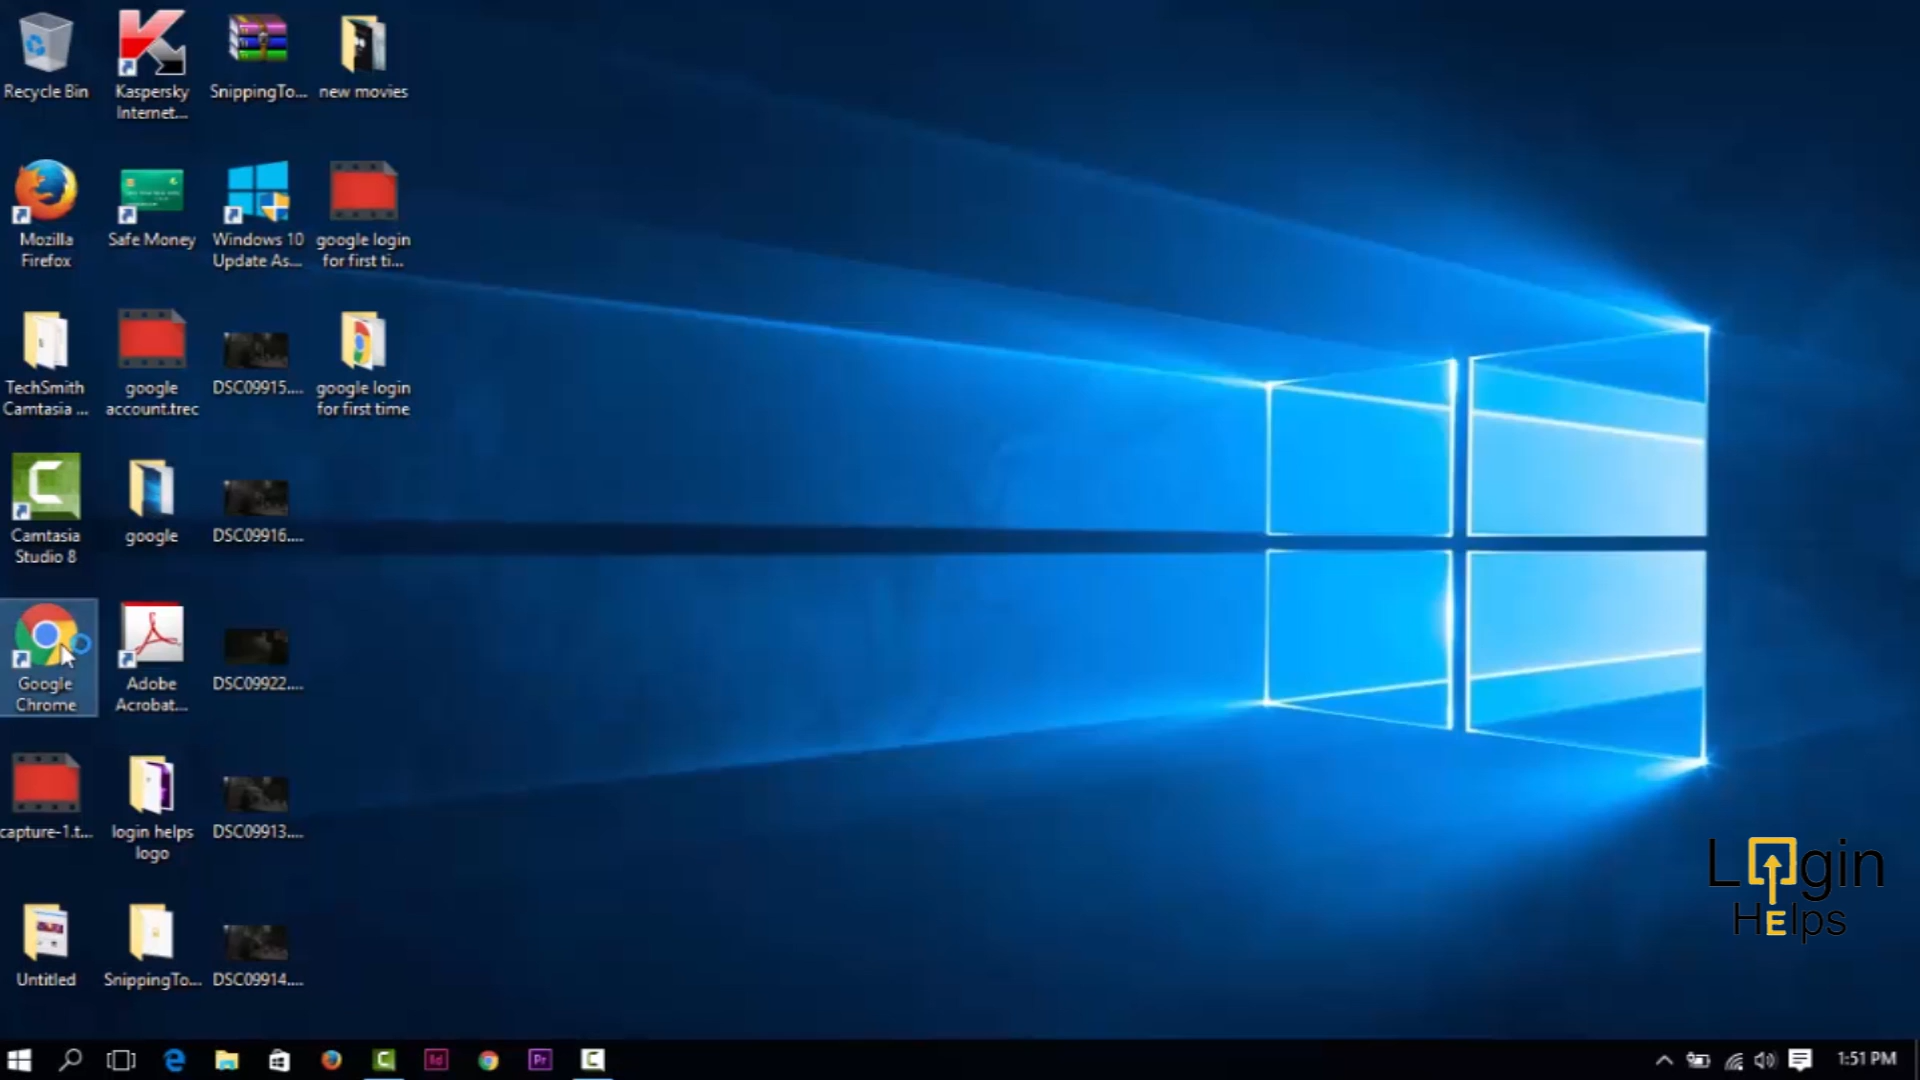 Recycle Bin
Kaspersky
Internet...
SnippingTo...
new movies
Mozilla
Firefox
Safe Money
Windows 10
Update As...
google login
for first ti...
TechSmith
Camtasia ...
google
account.trec
DSC09915....
google login
for first time
Camtasia
Studio 8
google
DSC09916....
Google
Chrome
Adobe
Acrobat...
DSC09922....
capture-1.t...
login helps
logo
DSC09913....
Untitled
SnippingTo...
DSC09914....
Login
Helps
Id
Pr
1:51 PM